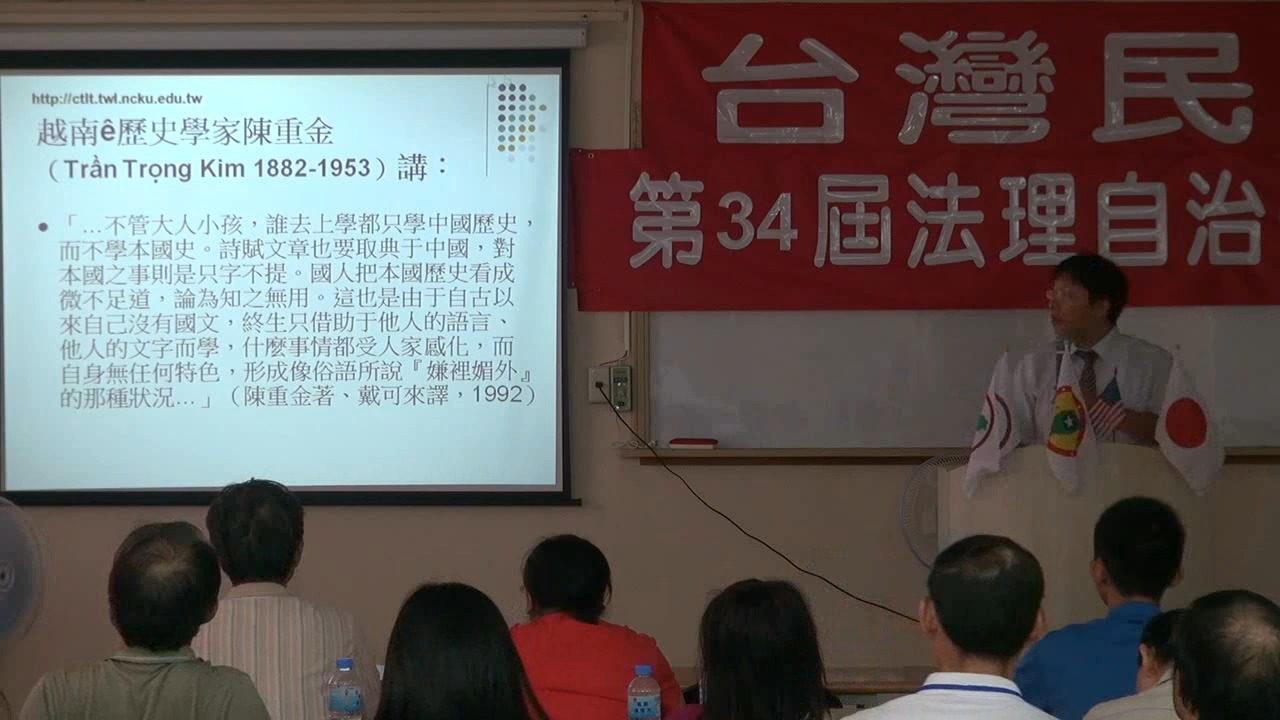 http://ctlt.twl.ncku.edu.tw
越南ê歷史學家陳重金
（Trần Trọng Kim 1882-1953）講：
「...不管大人小孩，誰去上學都只學中國歷史，
而不學本國史。詩賦文章也要取典于中國，對
本國之事則是只字不提。國人把本國歷史看成
微不足道，論為知之無用。這也是由于自古以
來自己沒有國文，終生只借助于他人的語言、
他人的文字而學，什麼事情都受人家感化，而
自身無任何特色，形成像俗語所說『嫌裡媚外』
的那種狀況...」（陳重金著、戴可來譯，1992）
台灣民
第34屆法理自治